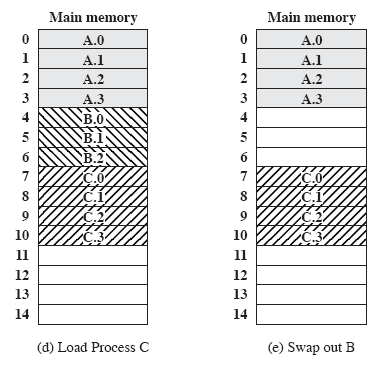 Main memory
0 A.0
1 A.1
2 A.2
3 A.3
4 B.0
5 B.1
6 B.2
7 C.0
8 C.1
9 C.2
10 C.3
11
12
13
14
(d) Load Process C
Main memory
0 A.0
1 A.1
2 A.2
3 A.3
4
5
6
7 C.0
8 C.1
9 C.2
10 C.3
11
12
13
14
(e) Swap out B